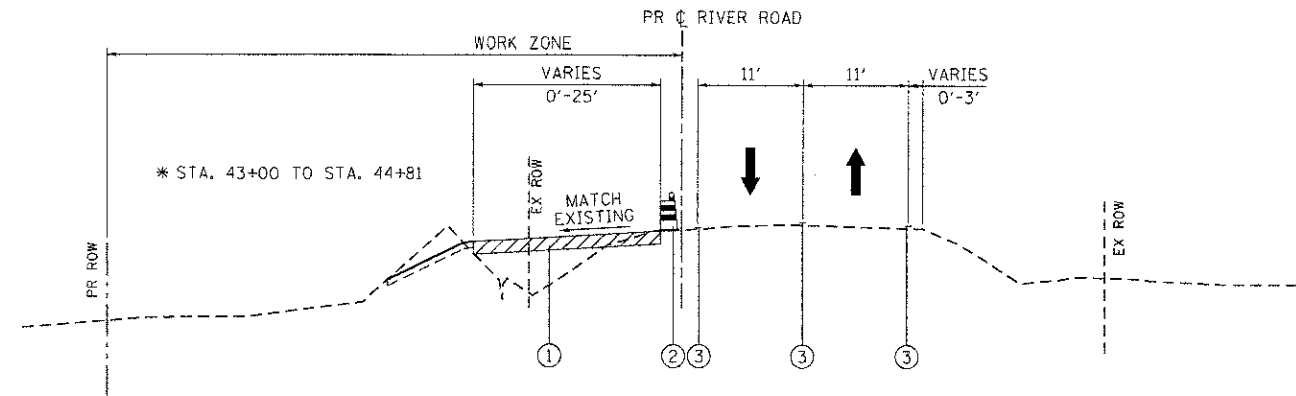 PR ℄ RIVER ROAD
WORK ZONE
VARIES
0'-25'
11'
11'
VARIES
0'-3'
* STA. 43+00 TO STA. 44+81
EX ROW
MATCH
EXISTING
PR ROW
EX ROW
1
2
3
3
3